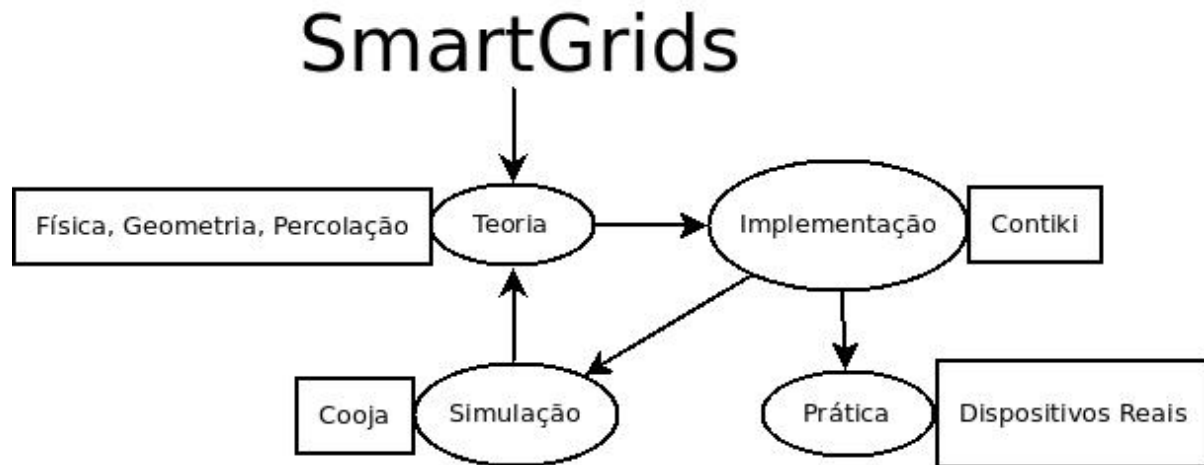 SmartGrids
Física, Geometria, Percolação
Teoria
Implementação
Contiki
Cooja
Simulação
Prática
Dispositivos Reais